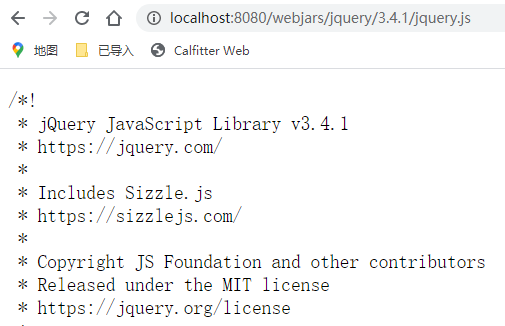 localhost:8080/webjars/jquery/3.4.1/jquery.js
地图 已导入 Calfitter Web
/*!
* jQuery JavaScript Library v3.4.1
* https://jquery.com/
*
* Includes Sizzle.js
* https://sizzlejs.com/
*
* Copyright JS Foundation and other contributors
* Released under the MIT license
* https://jquery.org/license
*